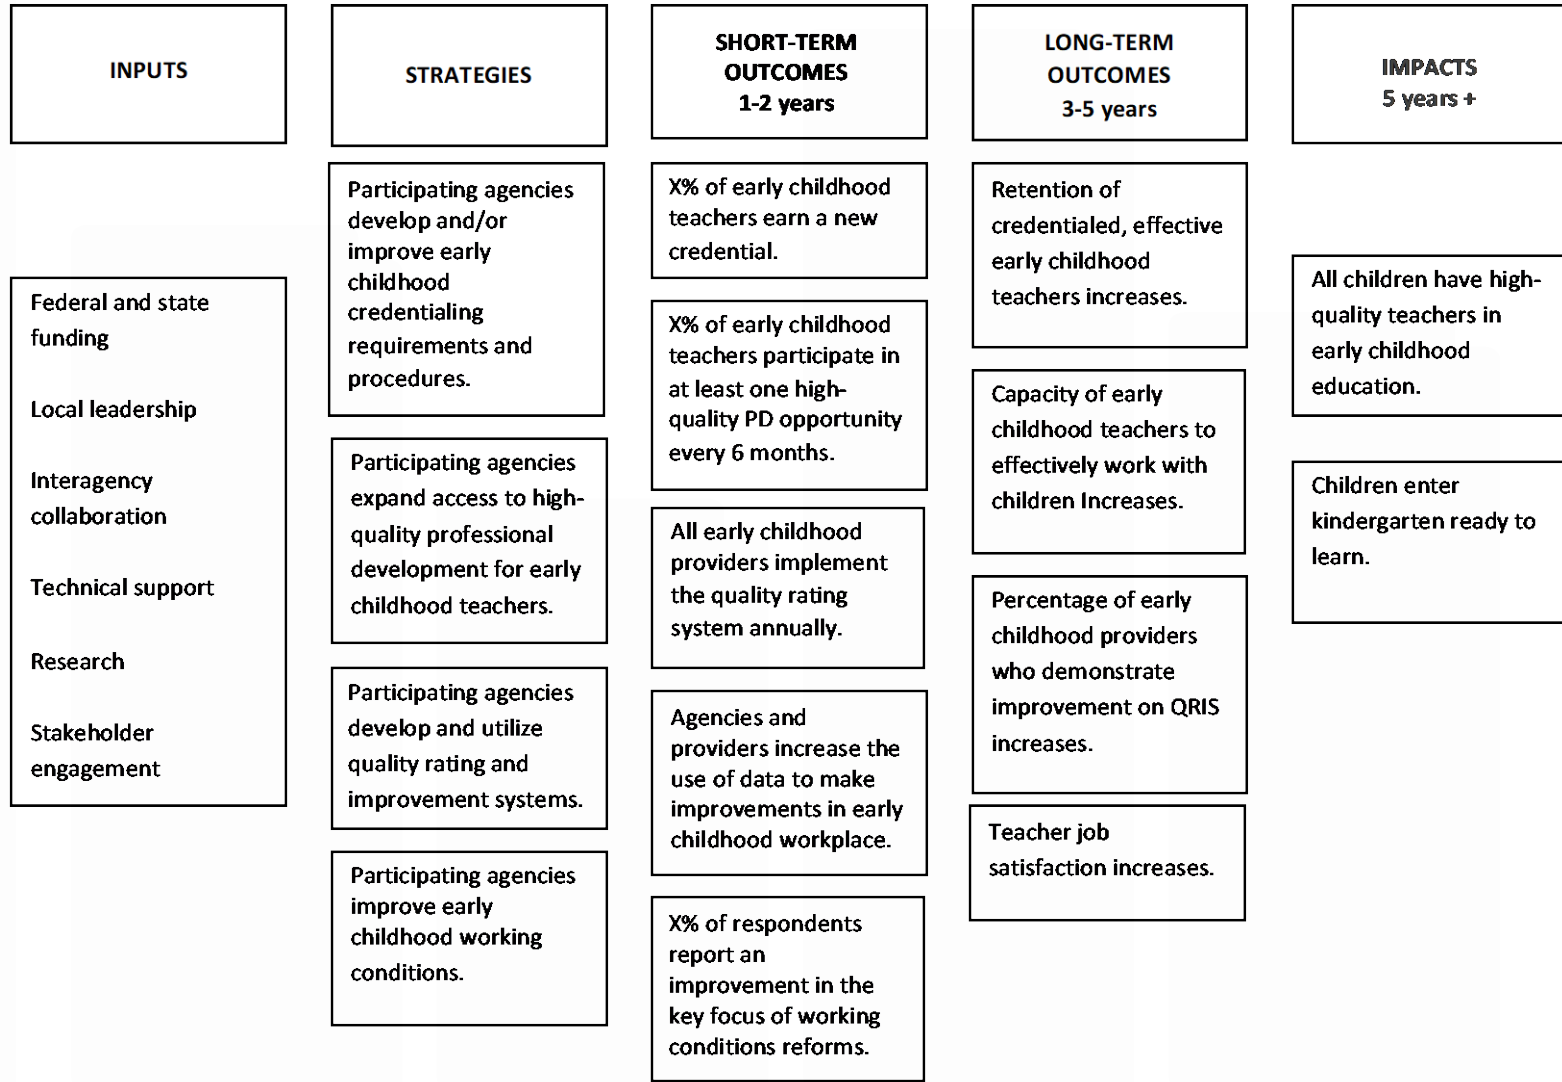 INPUTS
STRATEGIES
SHORT-TERM
OUTCOMES
1-2 years
LONG-TERM
OUTCOMES
3-5 years
IMPACTS
5 years +
Federal and state
funding
Local leadership
Interagency
collaboration
Technical support
Research
Stakeholder
engagement
Participating agencies
develop and/or
improve early
childhood
credentialing
requirements and
procedures.
Participating agencies
expand access to high-
quality professional
development for early
childhood teachers.
Participating agencies
develop and utilize
quality rating and
improvement systems.
Participating agencies
improve early
childhood working
conditions.
X% of early childhood
teachers earn a new
credential.
X% of early childhood
teachers participate in
at least one high-
quality PD opportunity
every 6 months.
All early childhood
providers implement
the quality rating
system annually.
Agencies and
providers increase the
use of data to make
improvements in early
childhood workplace.
X% of respondents
report an
improvement in the
key focus of working
conditions reforms.
Retention of
credentialed, effective
early childhood
teachers increases.
Capacity of early
childhood teachers to
effectively work with
children Increases.
Percentage of early
childhood providers
who demonstrate
improvement on QRIS
increases.
Teacher job
satisfaction increases.
All children have high-
quality teachers in
early childhood
education.
Children enter
kindergarten ready to
learn.